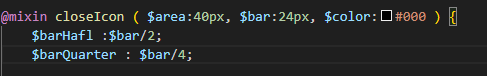 @mixin closeIcon ( $area:40px, $bar:24px, $color:#000 ) {
$barHafl :$bar/2;
$barQuarter : $bar/4;